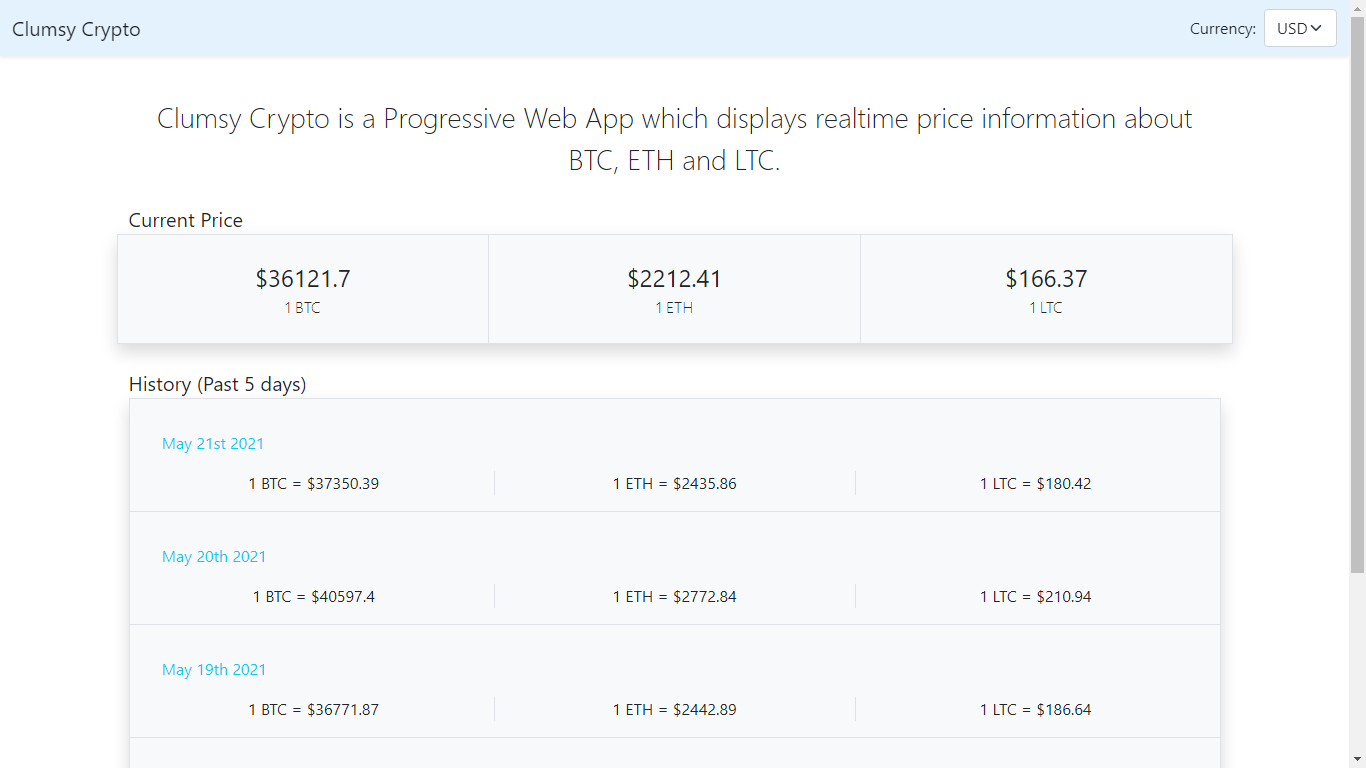 Clumsy Crypto
Currency: USD
Clumsy Crypto is a Progressive Web App which displays realtime price information about
BTC, ETH and LTC.
Current Price
$36121.7 $2212.41 $166.37
1 BTC 1 ETH 1 LTC
History (Past 5 days)
May 21st 2021
1 BTC = $37350.39 1 ETH = $2435.86 1 LTC = $180.42
May 20th 2021
1 BTC = $40597.4 1 ETH = $2772.84 1 LTC = $210.94
May 19th 2021
1 BTC = $36771.87 1 ETH = $2442.89 1 LTC = $186.64